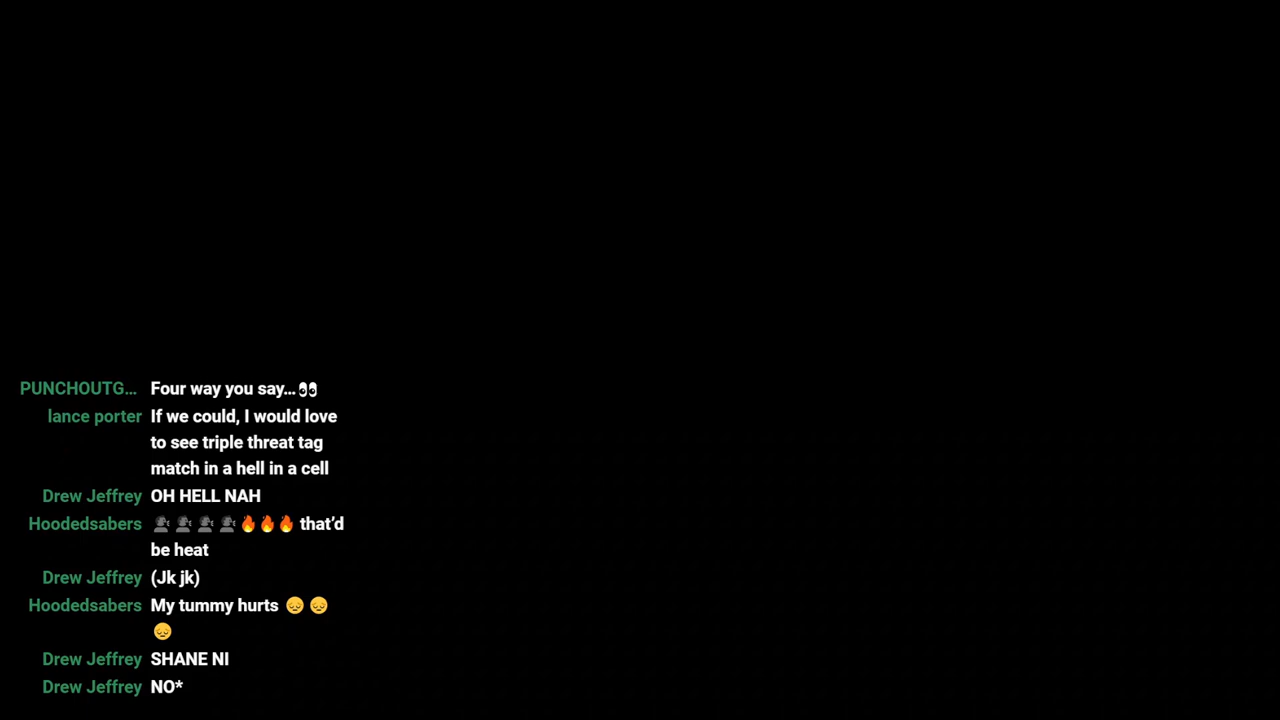 PUNCHOUTG… Four way you say…👀
lance porter If we could, I would love
to see triple threat tag
match in a hell in a cell
Drew Jeffrey OH HELL NAH
Hoodedsabers 🗣🗣🗣🗣🔥🔥🔥 that’d
be heat
Drew Jeffrey (Jk jk)
Hoodedsabers My tummy hurts 😔😔
😔
Drew Jeffrey SHANE NI
Drew Jeffrey NO*